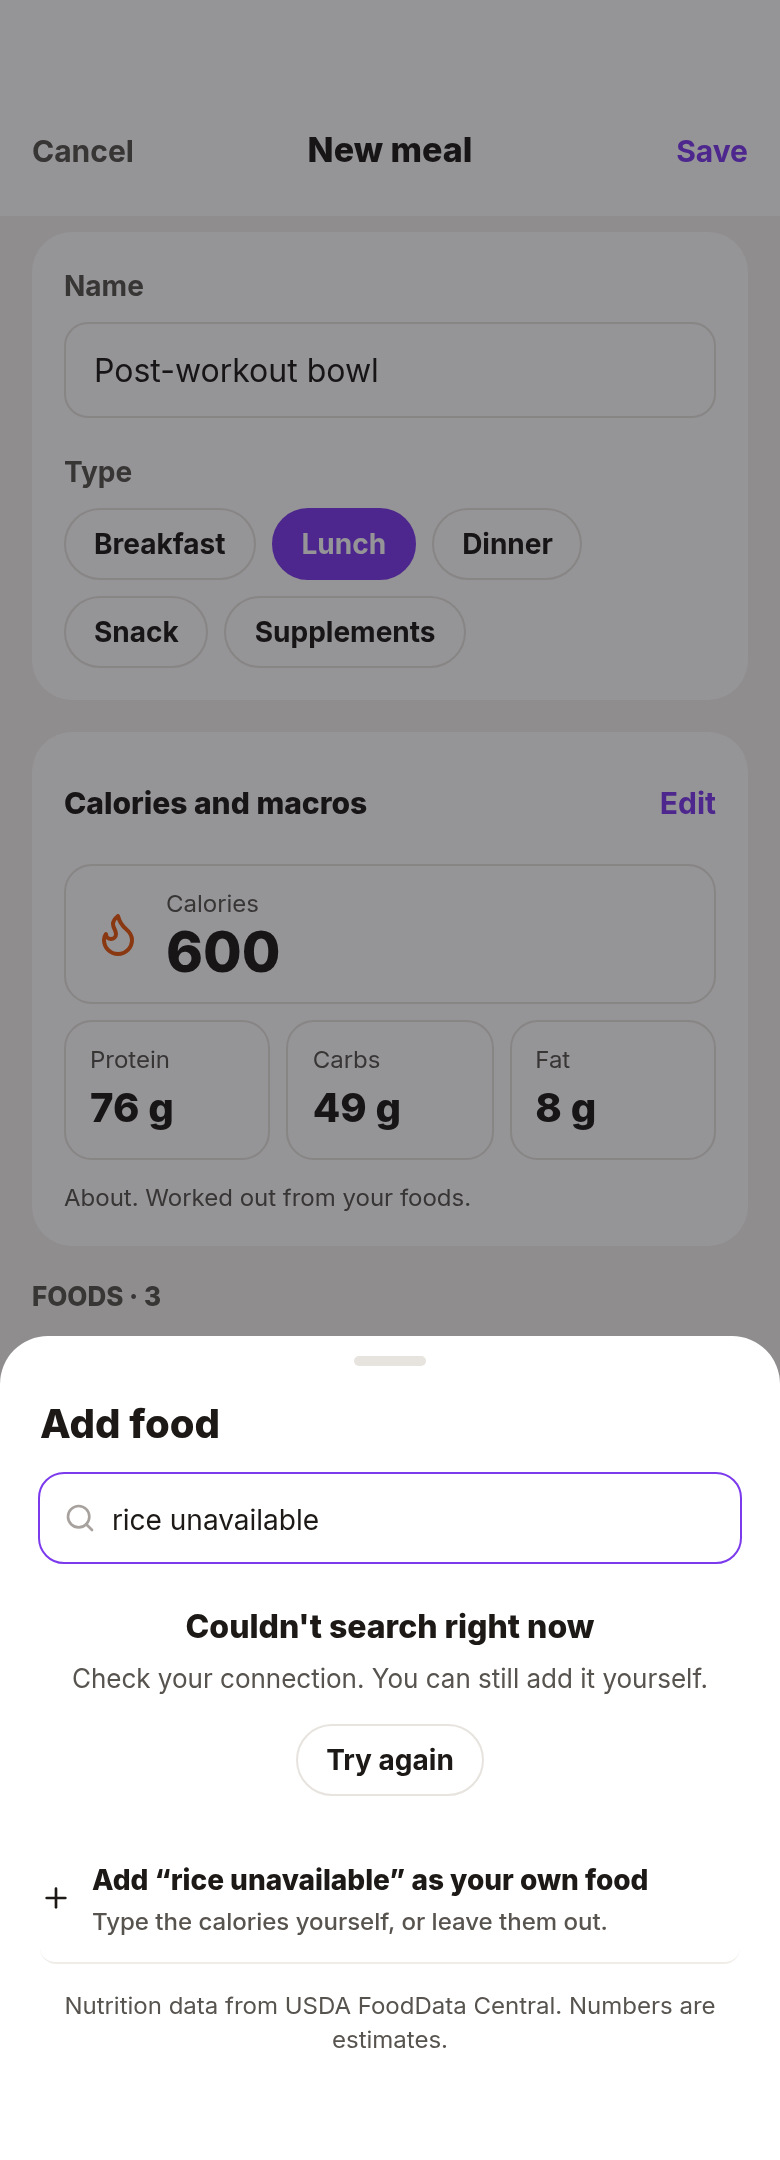 Cancel
New meal
Save
Name
Post-workout bowl
Type
Breakfast
Lunch
Dinner
Snack
Supplements
Calories and macros
Edit
Calories
600
Protein
Carbs
Fat
76 g
49 g
8 g
About. Worked out from your foods.
FOODS · 3
Add food
rice unavailable
Couldn't search right now
Check your connection. You can still add it yourself.
Try again
Add “rice unavailable” as your own food
Type the calories yourself, or leave them out.
Nutrition data from USDA FoodData Central. Numbers are
estimates.